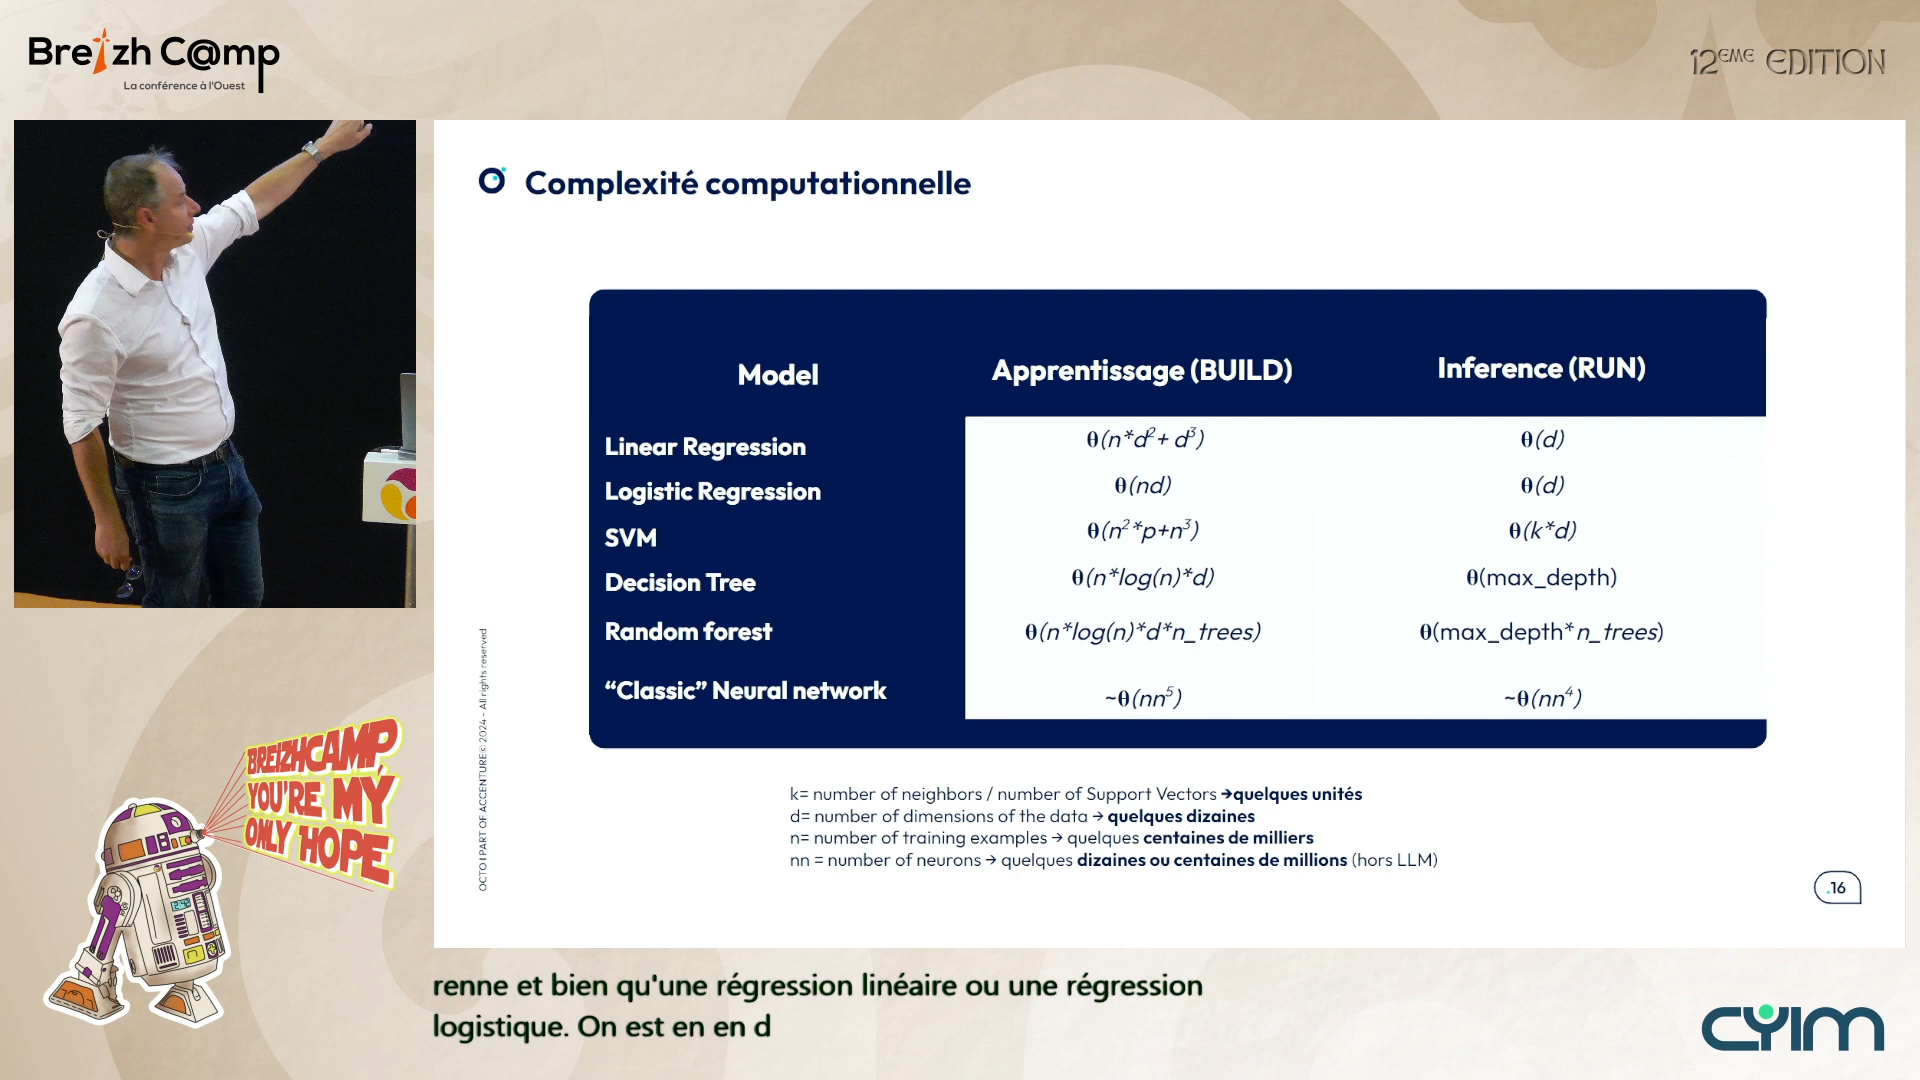 Breizh C@mp
La conférence à l'Ouest
12EME EDITION
Complexité computationnelle
Model Apprentissage (BUILD) Inference (RUN)
Linear Regression θ(n*d²+ d³) θ(d)
Logistic Regression θ(nd) θ(d)
SVM θ(n²*p+n³) θ(k*d)
Decision Tree θ(n*log(n)*d) θ(max_depth)
Random forest θ(n*log(n)*d*n_trees) θ(max_depth*n_trees)
“Classic” Neural network ~θ(nn⁵) ~θ(nn⁴)
k= number of neighbors / number of Support Vectors →quelques unités
d= number of dimensions of the data → quelques dizaines
n= number of training examples → quelques centaines de milliers
nn = number of neurons → quelques dizaines ou centaines de millions (hors LLM)
OCTO I PART OF ACCENTURE © 2024 - All rights reserved
.16
BREIZHCAMP,
YOU'RE MY
ONLY HOPE
renne et bien qu'une régression linéaire ou une régression
logistique. On est en en d
CYIM